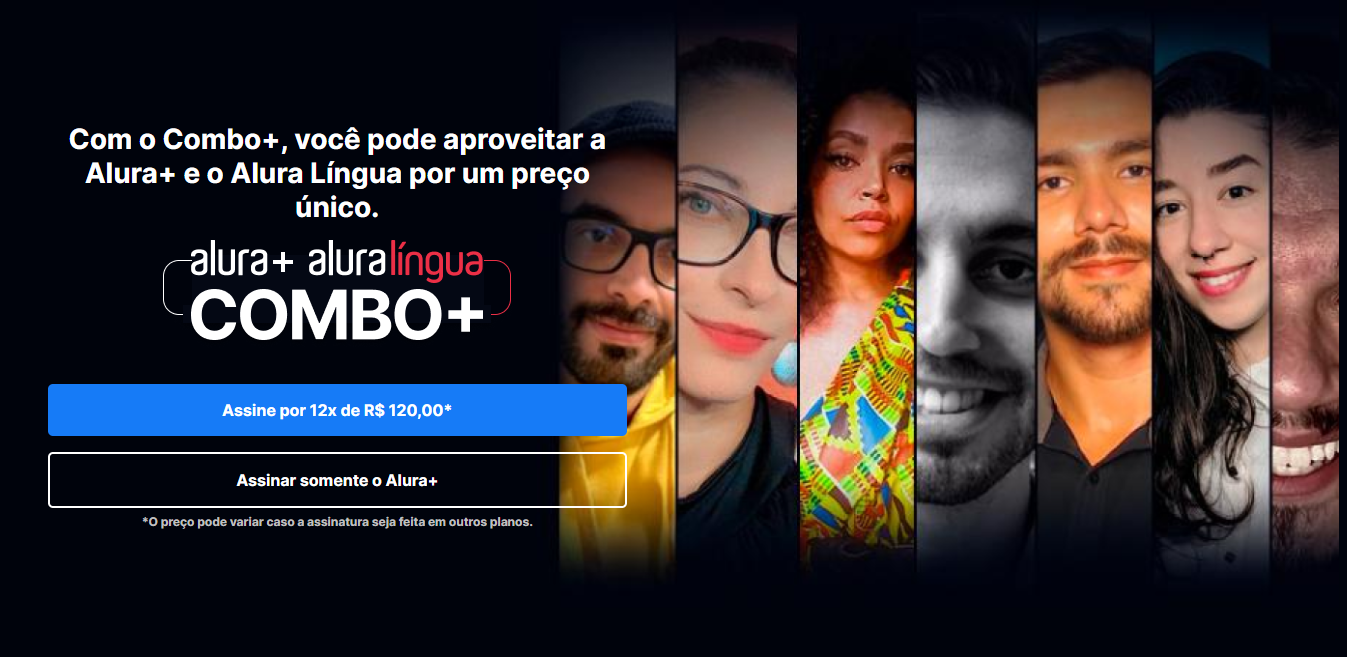 Com o Combo+, você pode aproveitar a
Alura+ e o Alura Língua por um preço
único.
alura+ aluralíngua
COMBO+
Assine por 12x de R$ 120,00*
Assinar somente o Alura+
*O preço pode variar caso a assinatura seja feita em outros planos.